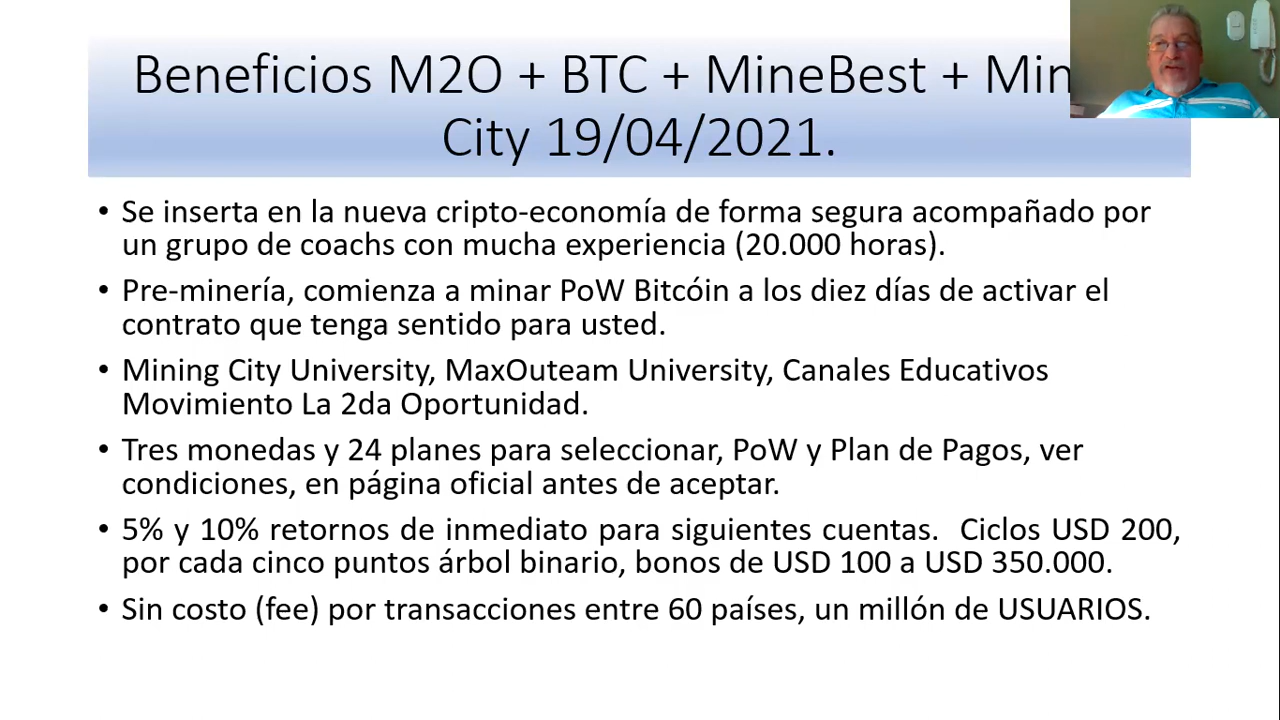 Beneficios M2O + BTC + MineBest + Min
City 19/04/2021.
• Se inserta en la nueva cripto-economía de forma segura acompañado por
un grupo de coachs con mucha experiencia (20.000 horas).
• Pre-minería, comienza a minar PoW Bitcóin a los diez días de activar el
contrato que tenga sentido para usted.
• Mining City University, MaxOuteam University, Canales Educativos
Movimiento La 2da Oportunidad.
• Tres monedas y 24 planes para seleccionar, PoW y Plan de Pagos, ver
condiciones, en página oficial antes de aceptar.
• 5% y 10% retornos de inmediato para siguientes cuentas. Ciclos USD 200,
por cada cinco puntos árbol binario, bonos de USD 100 a USD 350.000.
• Sin costo (fee) por transacciones entre 60 países, un millón de USUARIOS.